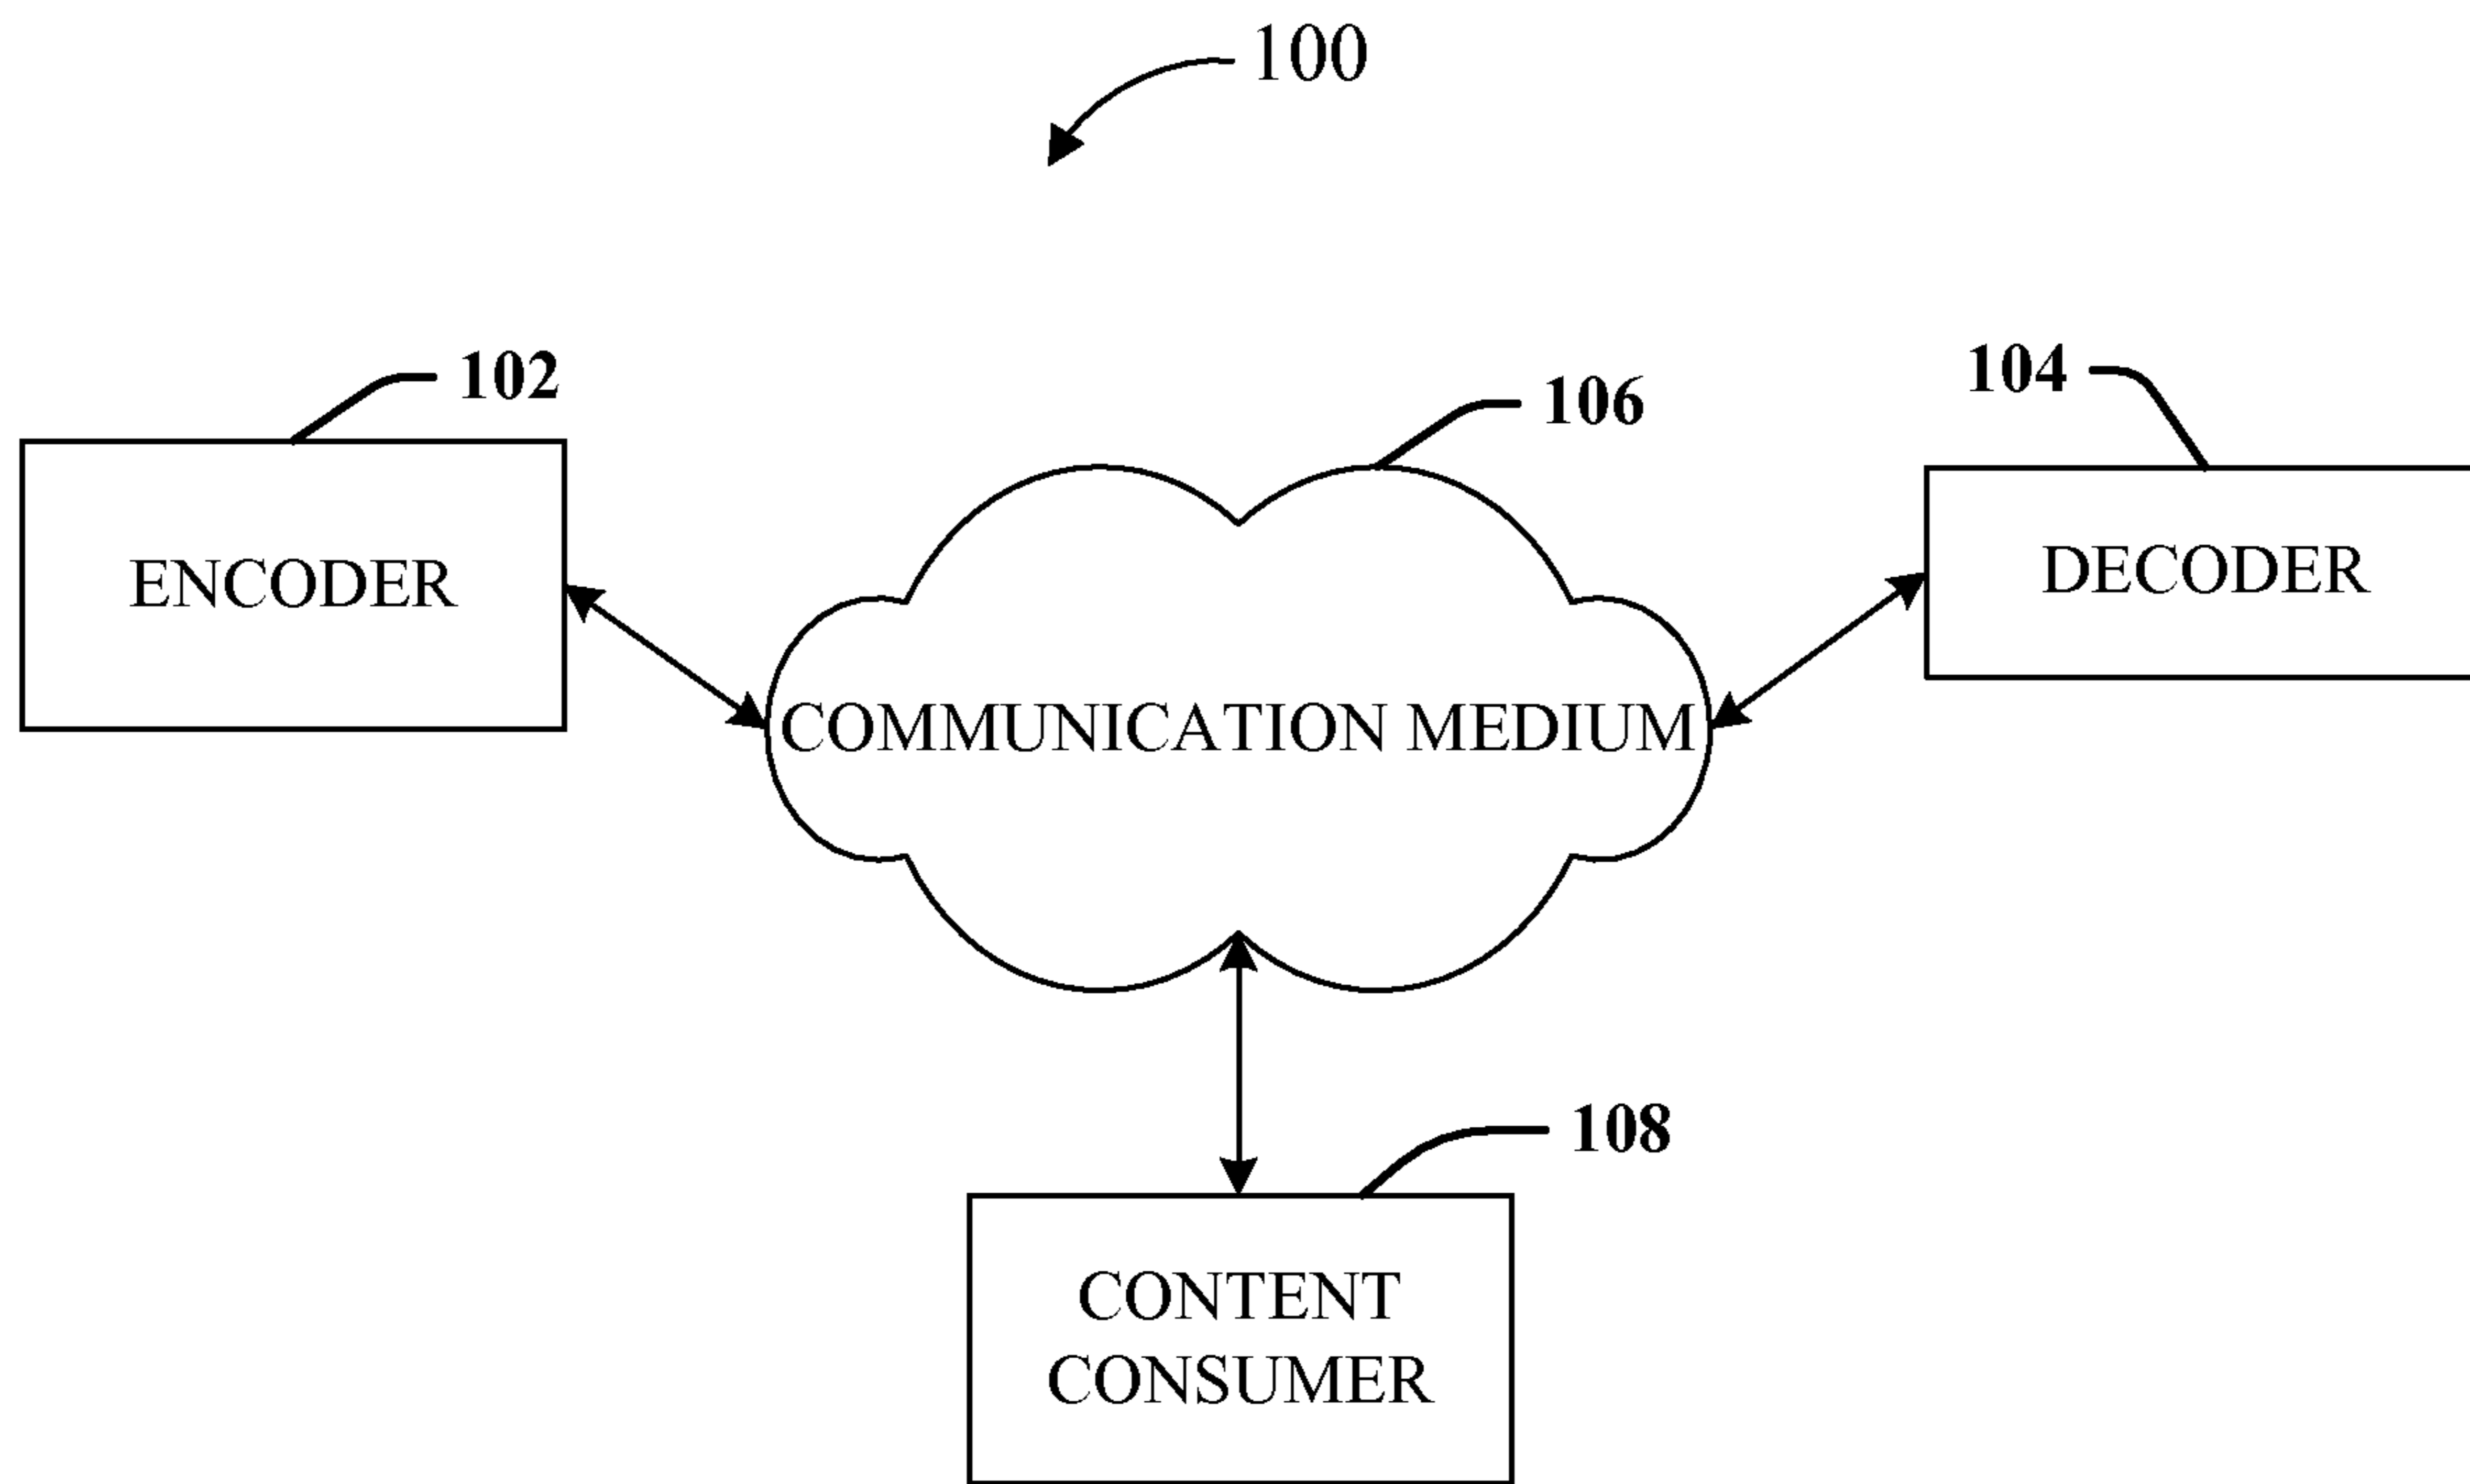 100
102
106
104
ENCODER
DECODER
COMMUNICATION MEDIUM
108
CONTENT
CONSUMER